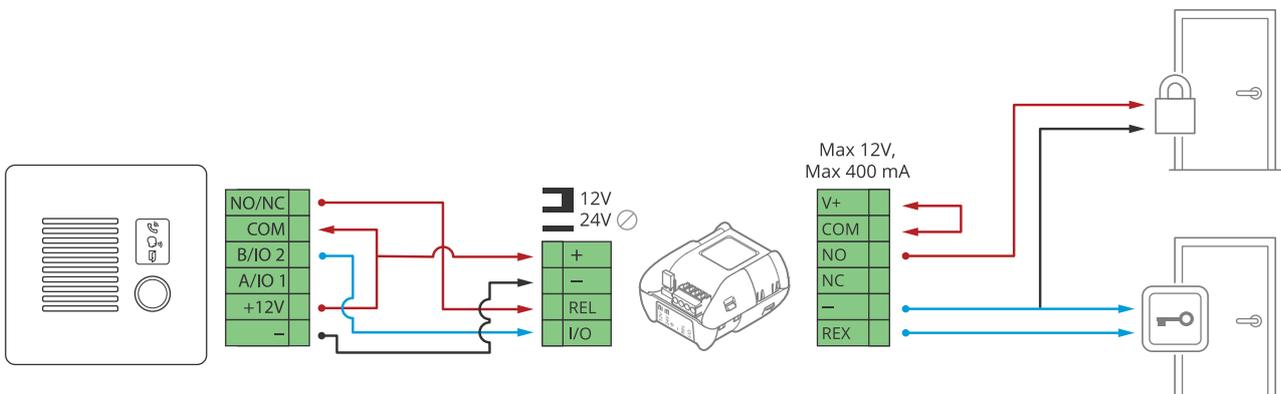 NO/NC
COM
B/IO 2
A/IO 1
+12V
–
12V
24V
+
–
REL
I/O
Max 12V,
Max 400 mA
V+
COM
NO
NC
–
REX